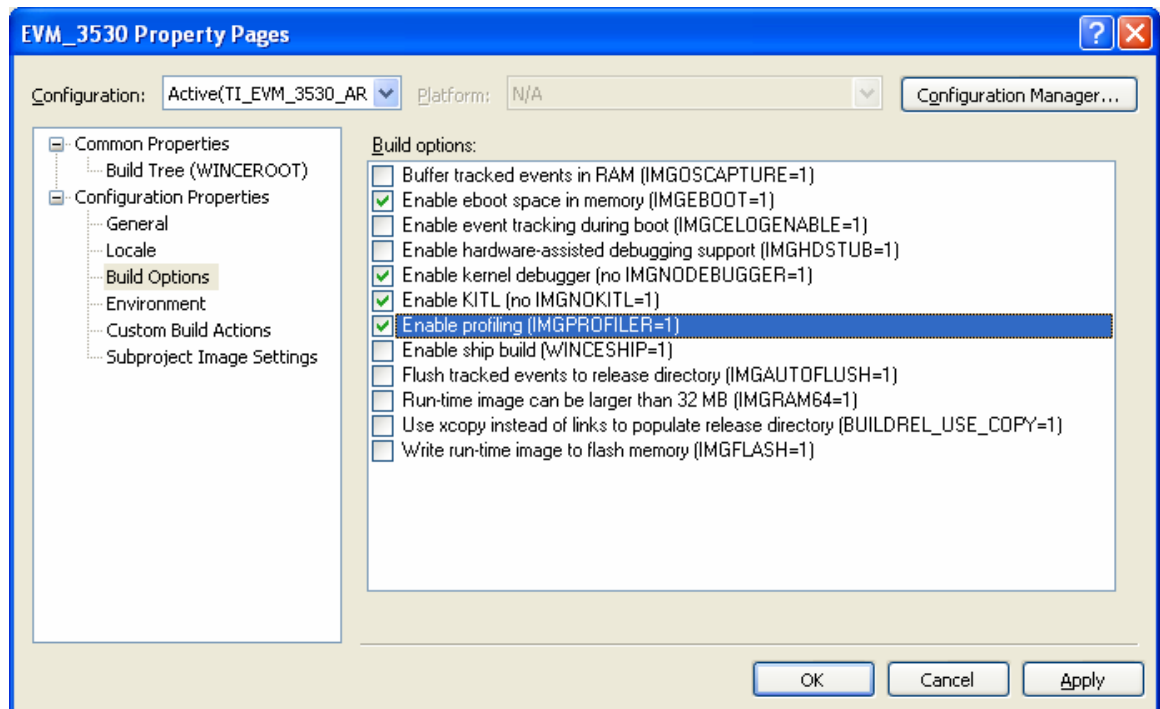 EVM_3530 Property Pages
Configuration: Active(TI_EVM_3530_AR Platform: N/A Configuration Manager...
Common Properties
Build Tree (WINCEROOT)
Configuration Properties
General
Locale
Build Options
Environment
Custom Build Actions
Subproject Image Settings
Build options:
Buffer tracked events in RAM (IMGOSCAPTURE=1)
Enable eboot space in memory (IMGEBOOT=1)
Enable event tracking during boot (IMGCELOGENABLE=1)
Enable hardware-assisted debugging support (IMGHDSTUB=1)
Enable kernel debugger (no IMGNODEBUGGER=1)
Enable KITL (no IMGNOKITL=1)
Enable profiling (IMGPROFILER=1)
Enable ship build (WINCESHIP=1)
Flush tracked events to release directory (IMGAUTOFLUSH=1)
Run-time image can be larger than 32 MB (IMGRAM64=1)
Use xcopy instead of links to populate release directory (BUILDREL_USE_COPY=1)
Write run-time image to flash memory (IMGFLASH=1)
OK Cancel Apply